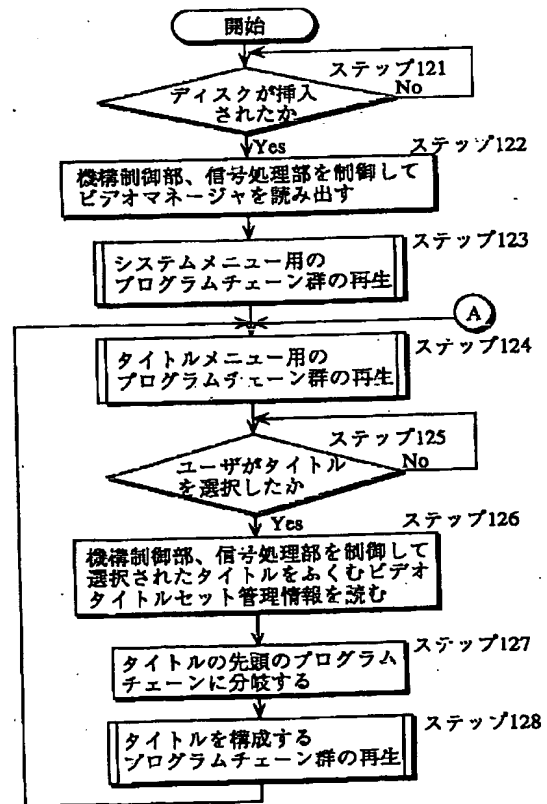 開始
ステップ121
ディスクが挿入
されたか
No
Yes
ステップ122
機構制御部、信号処理部を制御して
ビデオマネージャを読み出す
ステップ123
システムメニュー用の
プログラムチェーン群の再生
A
ステップ124
タイトルメニュー用の
プログラムチェーン群の再生
ステップ125
ユーザがタイトル
を選択したか
No
Yes
ステップ126
機構制御部、信号処理部を制御して
選択されたタイトルをふくむビデオ
タイトルセット管理情報を読む
ステップ127
タイトルの先頭のプログラム
チェーンに分岐する
ステップ128
タイトルを構成する
プログラムチェーン群の再生